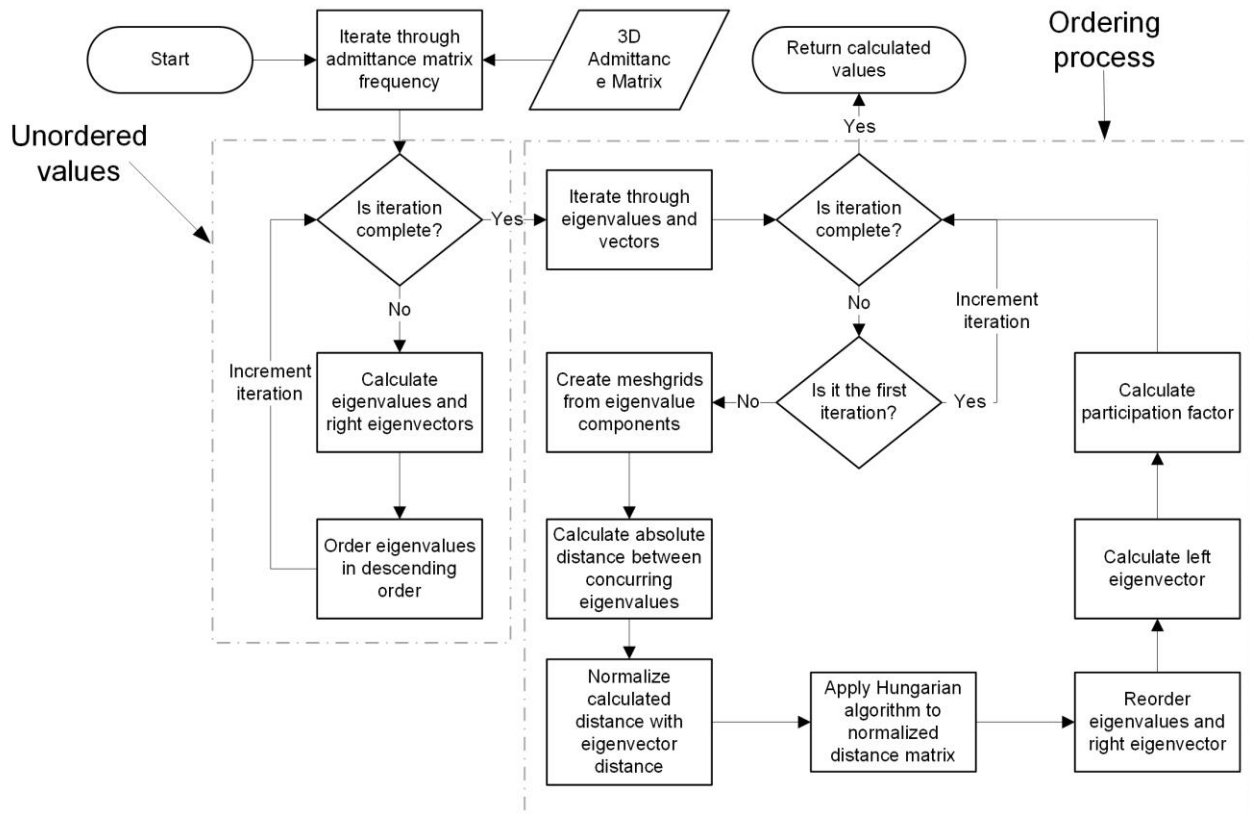 Start
Iterate through
admittance matrix
frequency
3D
Admittanc
e Matrix
Return calculated
values
Ordering
process
Unordered
values
Yes
Is iteration
complete?
Yes
Iterate through
eigenvalues and
vectors
Is iteration
complete?
No
No
Increment
iteration
Increment
iteration
Calculate
eigenvalues and
right eigenvectors
Create meshgrids
from eigenvalue
components
No
Is it the first
iteration?
Yes
Calculate
participation factor
Order eigenvalues
in descending
order
Calculate absolute
distance between
concurring
eigenvalues
Calculate left
eigenvector
Normalize
calculated
distance with
eigenvector
distance
Apply Hungarian
algorithm to
normalized
distance matrix
Reorder
eigenvalues and
right eigenvector